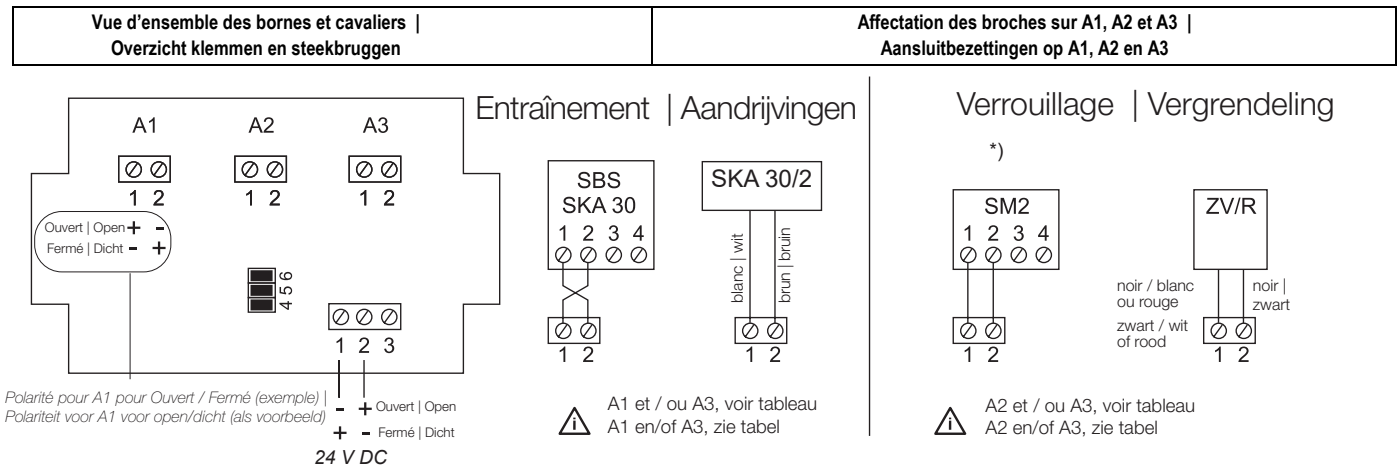 Vue d'ensemble des bornes et cavaliers |
Overzicht klemmen en steekbruggen
Affectation des broches sur A1, A2 et A3 |
Aansluitbezettingen op A1, A2 en A3
A1 A2 A3
1 2 1 2 1 2
Ouvert | Open + -
Fermé | Dicht - +
4 5 6
1 2 3
Polarité pour A1 pour Ouvert / Fermé (exemple) |
Polariteit voor A1 voor open/dicht (als voorbeeld)
- + Ouvert | Open
+ - Fermé | Dicht
24 V DC
Entraînement | Aandrijvingen
SBS
SKA 30
1 2 3 4
1 2
SKA 30/2
blanc | wit
brun | bruin
1 2
i
A1 et / ou A3, voir tableau
A1 en/of A3, zie tabel
Verrouillage | Vergrendeling
*)
SM2
1 2 3 4
1 2
ZV/R
noir / blanc
ou rouge
zwart / wit
of rood
noir |
zwart
1 2
i
A2 et / ou A3, voir tableau
A2 en/of A3, zie tabel